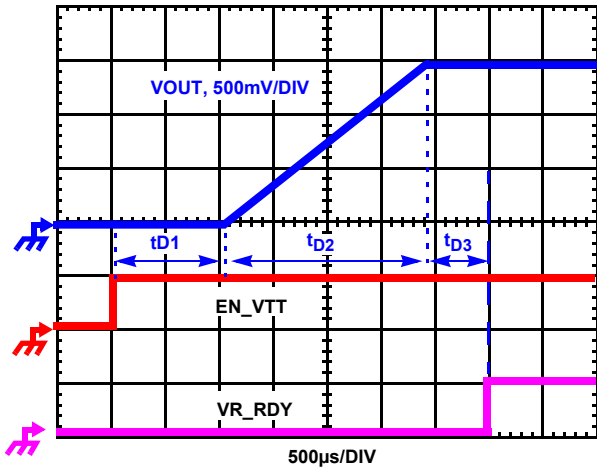 VOUT, 500mV/DIV
tD1 tD2 tD3
EN_VTT
VR_RDY
500µs/DIV